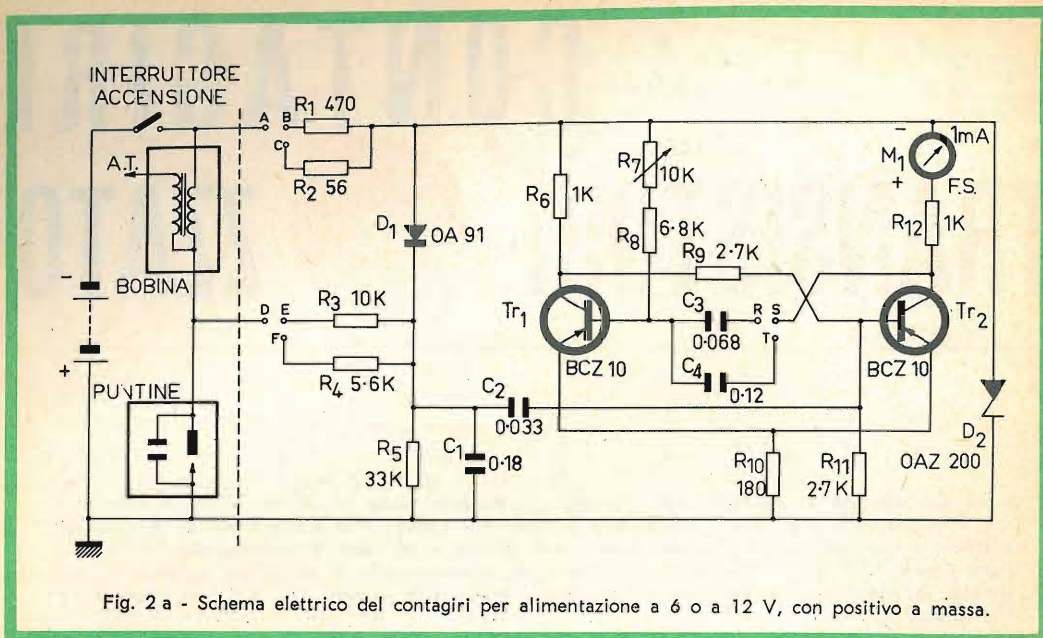 INTERRUTTORE
ACCENSIONE
A.T.
BOBINA
PUNTINE
-
+
A
B
C
R1 470
R2 56
D1
OA 91
D
E
F
R3 10K
R4 5.6K
R5
33K
C1
0·18
C2
0·033
R6 1K
R7
10K
R8
6·8K
R9 2.7K
Tr1
BCZ 10
C3
0·068
R S
T
C4
0·12
Tr2
BCZ 10
R10
180
R11
2.7 K
-
1mA
M1
+
F.S.
R12 1K
D2
OAZ 200
Fig. 2 a - Schema elettrico del contagiri per alimentazione a 6 o a 12 V, con positivo a massa.